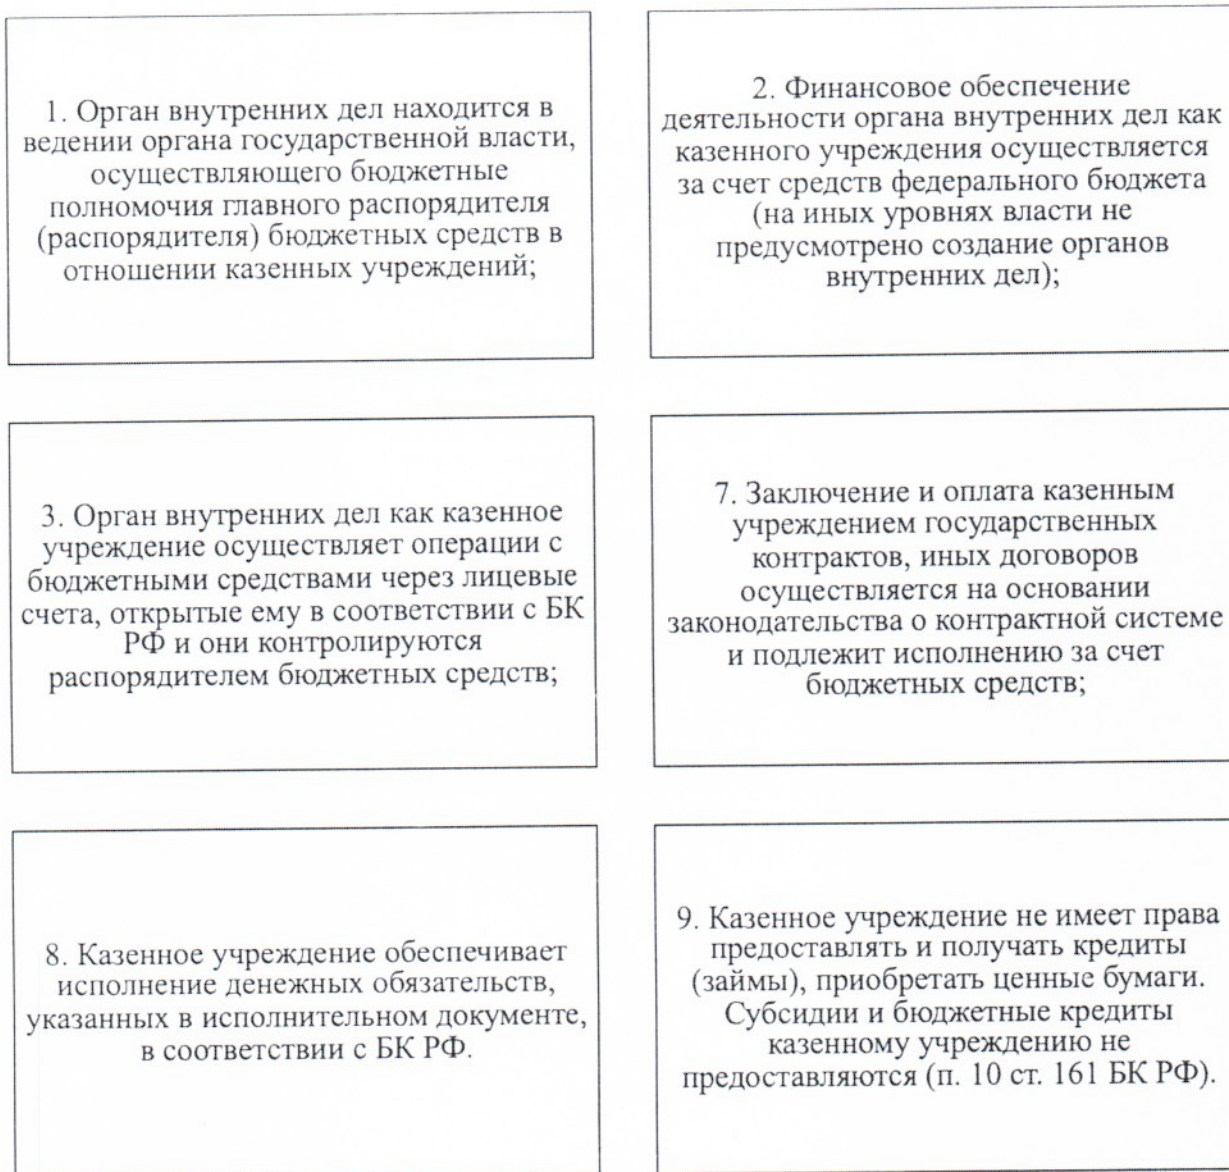 1. Орган внутренних дел находится в
ведении органа государственной власти,
осуществляющего бюджетные
полномочия главного распорядителя
(распорядителя) бюджетных средств в
отношении казенных учреждений;
2. Финансовое обеспечение
деятельности органа внутренних дел как
казенного учреждения осуществляется
за счет средств федерального бюджета
(на иных уровнях власти не
предусмотрено создание органов
внутренних дел);
3. Орган внутренних дел как казенное
учреждение осуществляет операции с
бюджетными средствами через лицевые
счета, открытые ему в соответствии с БК
РФ и они контролируются
распорядителем бюджетных средств;
7. Заключение и оплата казенным
учреждением государственных
контрактов, иных договоров
осуществляется на основании
законодательства о контрактной системе
и подлежит исполнению за счет
бюджетных средств;
8. Казенное учреждение обеспечивает
исполнение денежных обязательств,
указанных в исполнительном документе,
в соответствии с БК РФ.
9. Казенное учреждение не имеет права
предоставлять и получать кредиты
(займы), приобретать ценные бумаги.
Субсидии и бюджетные кредиты
казенному учреждению не
предоставляются (п. 10 ст. 161 БК РФ).